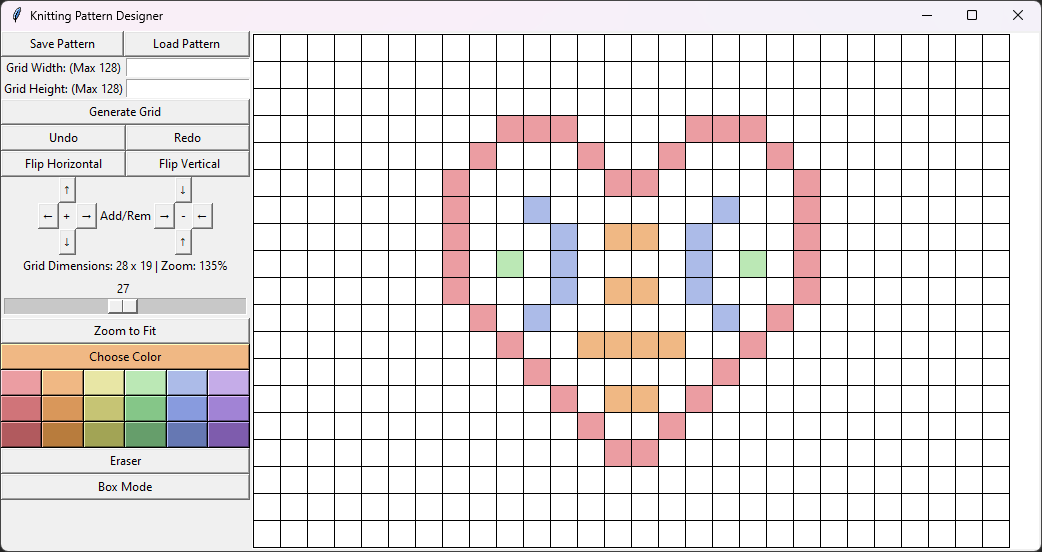 Knitting Pattern Designer
Save Pattern Load Pattern
Grid Width: (Max 128)
Grid Height: (Max 128)
Generate Grid
Undo Redo
Flip Horizontal Flip Vertical
↑ ↓
← + → Add/Rem → - ←
↓ ↑
Grid Dimensions: 28 x 19 | Zoom: 135%
27
Zoom to Fit
Choose Color
Eraser
Box Mode